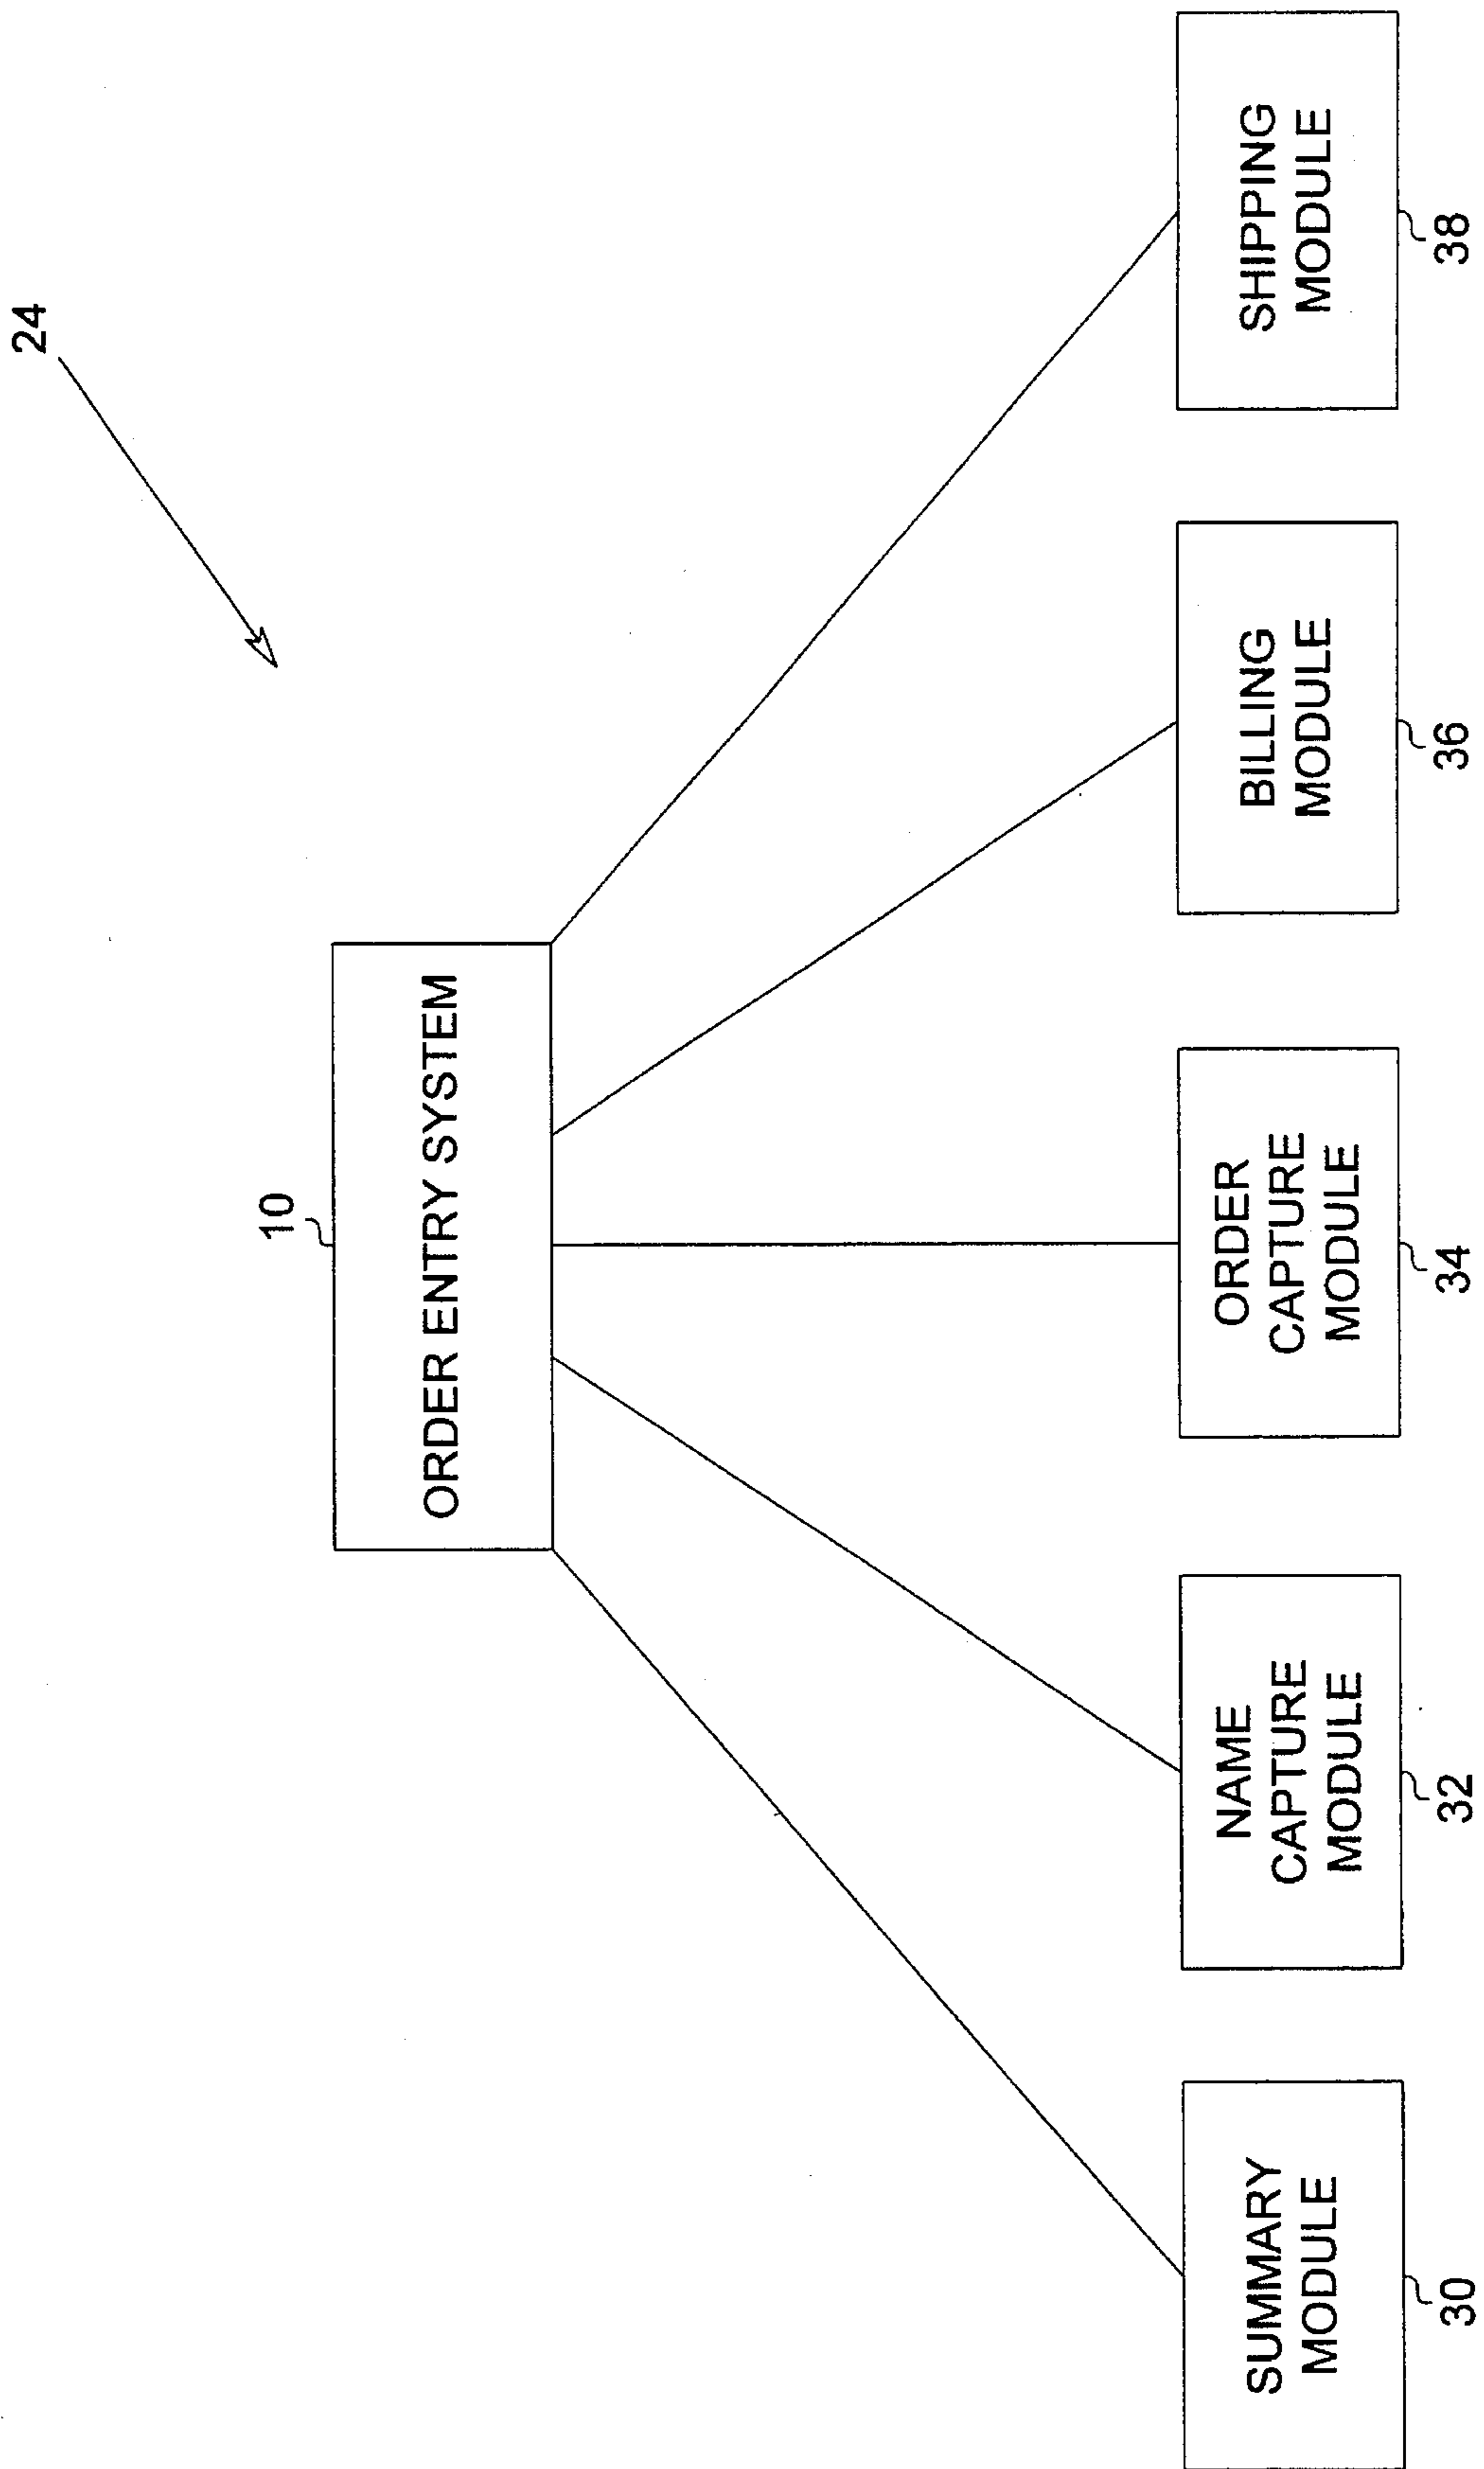 24
10
ORDER ENTRY SYSTEM
SUMMARY
MODULE
30
NAME
CAPTURE
MODULE
32
ORDER
CAPTURE
MODULE
34
BILLING
MODULE
36
SHIPPING
MODULE
38